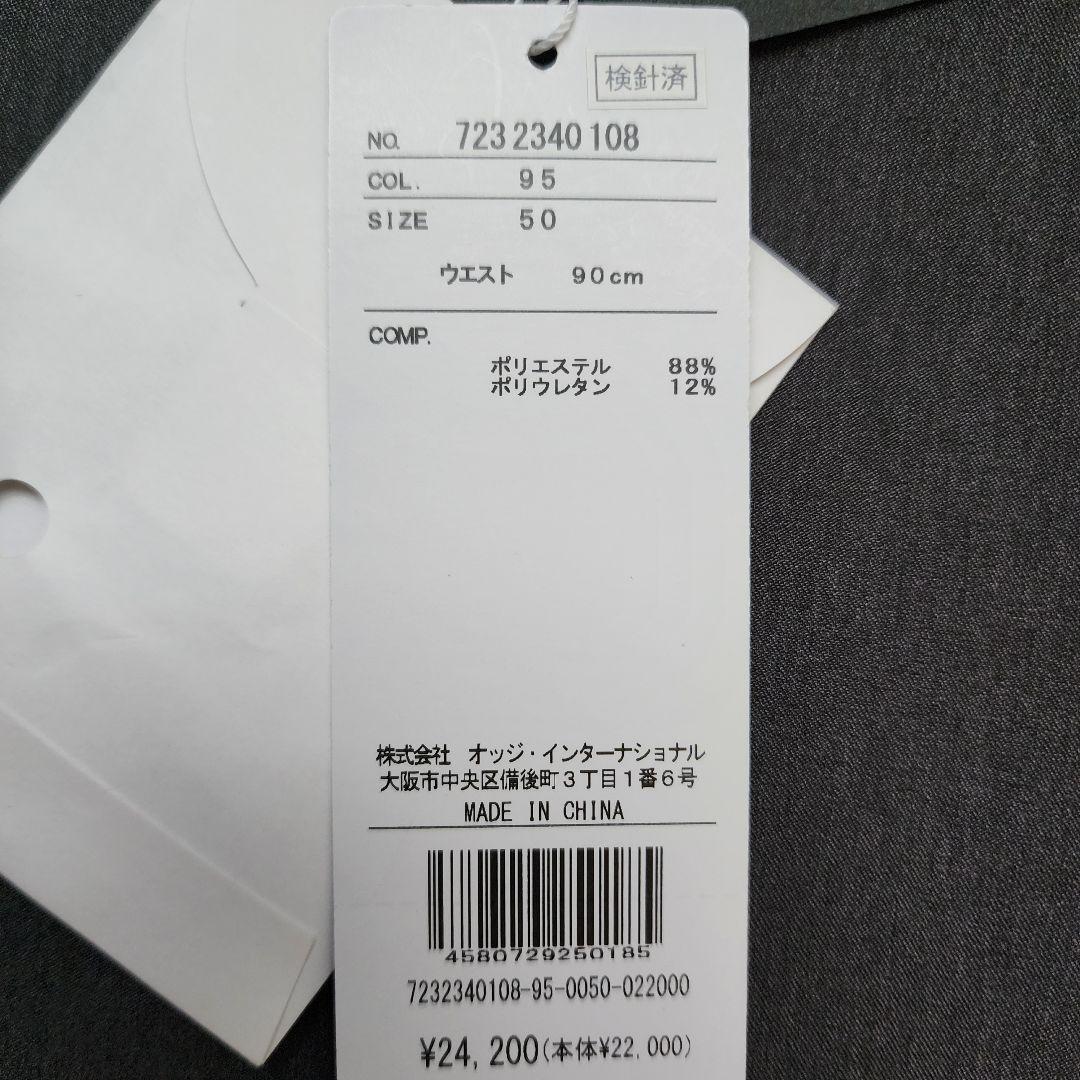 検針済
NO. 7232340108
COL. 95
SIZE 50
ウエスト 90cm
COMP.
ポリエステル 88%
ポリウレタン 12%
株式会社 オッジ・インターナショナル
大阪市中央区備後町3丁目1番6号
MADE IN CHINA
4580729250185
7232340108-95-0050-022000
¥24,200(本体¥22,000)